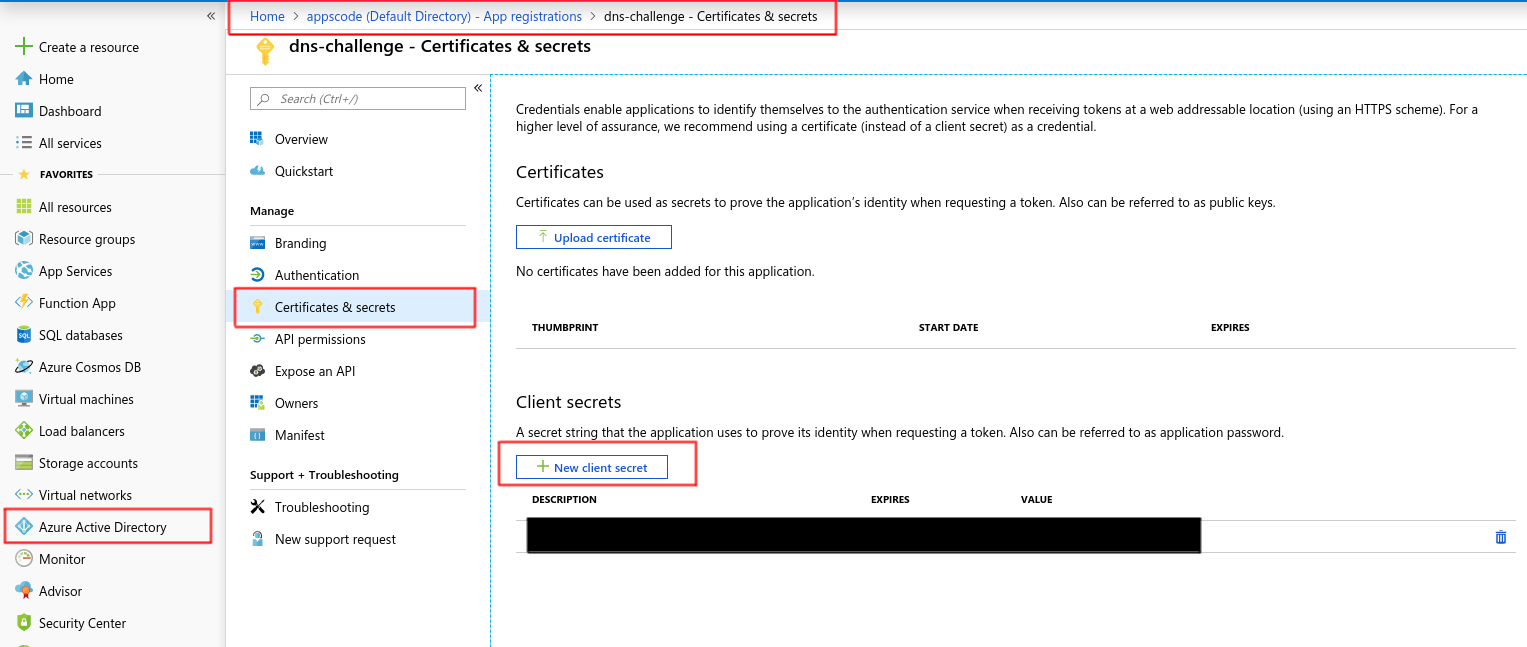 Home > appscode (Default Directory) - App registrations > dns-challenge - Certificates & secrets
dns-challenge - Certificates & secrets
Create a resource
Home
Dashboard
All services
FAVORITES
All resources
Resource groups
App Services
Function App
SQL databases
Azure Cosmos DB
Virtual machines
Load balancers
Storage accounts
Virtual networks
Azure Active Directory
Monitor
Advisor
Security Center
Search (Ctrl+/)
Overview
Quickstart
Manage
Branding
Authentication
Certificates & secrets
API permissions
Expose an API
Owners
Manifest
Support + Troubleshooting
Troubleshooting
New support request
Credentials enable applications to identify themselves to the authentication service when receiving tokens at a web addressable location (using an HTTPS scheme). For a
higher level of assurance, we recommend using a certificate (instead of a client secret) as a credential.
Certificates
Certificates can be used as secrets to prove the application's identity when requesting a token. Also can be referred to as public keys.
Upload certificate
No certificates have been added for this application.
THUMBPRINT START DATE EXPIRES
Client secrets
A secret string that the application uses to prove its identity when requesting a token. Also can be referred to as application password.
New client secret
DESCRIPTION EXPIRES VALUE